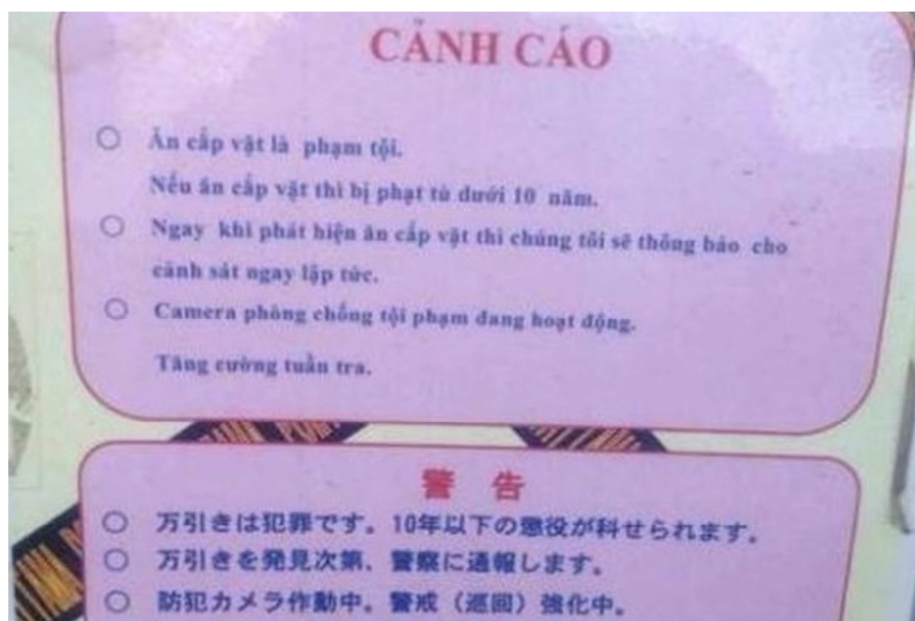 CẢNH CÁO
○ Ăn cắp vật là phạm tội.
Nếu ăn cắp vặt thì bị phạt tù dưới 10 năm.
○ Ngay khi phát hiện ăn cắp vặt thì chúng tôi sẽ thông báo cho
cảnh sát ngay lập tức.
○ Camera phòng chống tội phạm đang hoạt động.
Tăng cường tuần tra.
警 告
○ 万引きは犯罪です。10年以下の懲役が科せられます。
○ 万引きを発見次第、警察に通報します。
○ 防犯カメラ作動中。警戒（巡回）強化中。